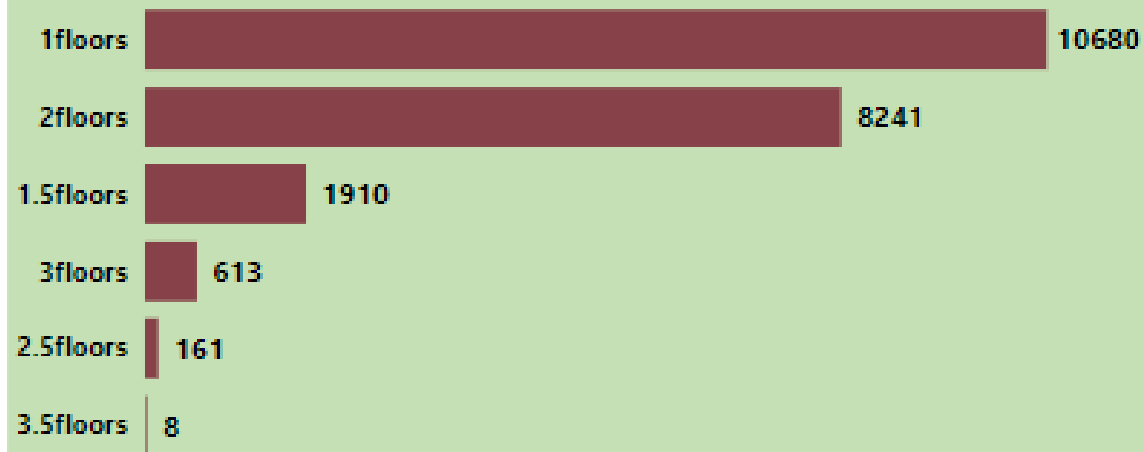 1floors 10680
2floors 8241
1.5floors 1910
3floors 613
2.5floors 161
3.5floors 8